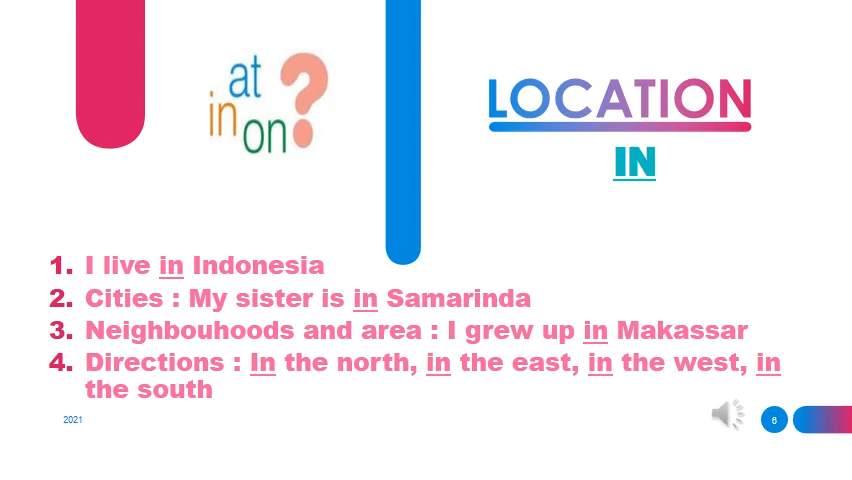 at
in
on?
LOCATION
IN
1. I live in Indonesia
2. Cities : My sister is in Samarinda
3. Neighbouhoods and area : I grew up in Makassar
4. Directions : In the north, in the east, in the west, in
the south
2021
6